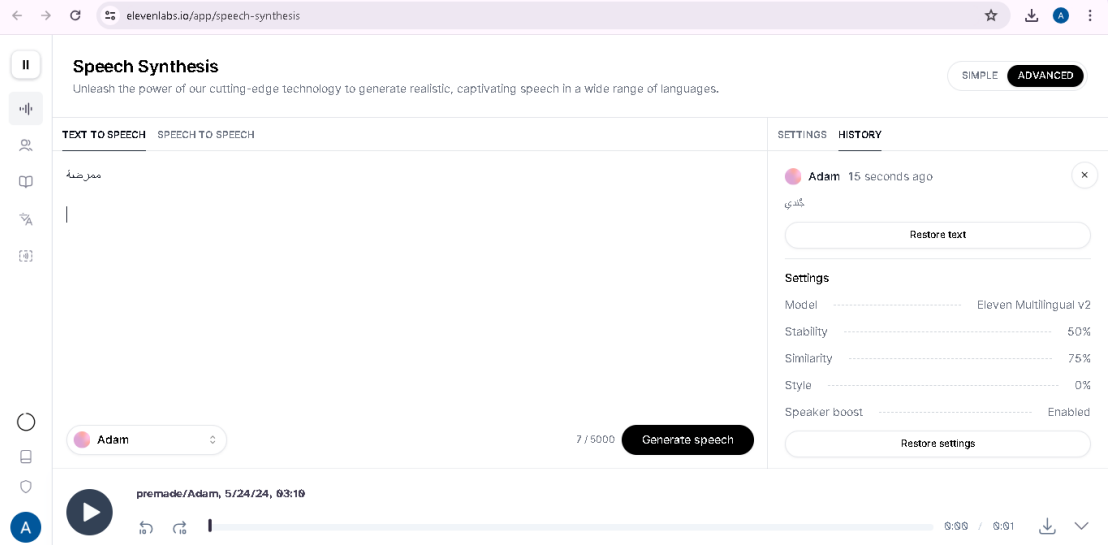 elevenlabs.io/app/speech-synthesis
A
Speech Synthesis
Unleash the power of our cutting-edge technology to generate realistic, captivating speech in a wide range of languages.
SIMPLE ADVANCED
TEXT TO SPEECH SPEECH TO SPEECH
SETTINGS HISTORY
ممرضة
Adam 15 seconds ago
جُندي
Restore text
Settings
Model Eleven Multilingual v2
Stability 50%
Similarity 75%
Style 0%
Speaker boost Enabled
Restore settings
Adam
7 / 5000 Generate speech
A
premade/Adam, 5/24/24, 03:10
10 10
0:00 / 0:01